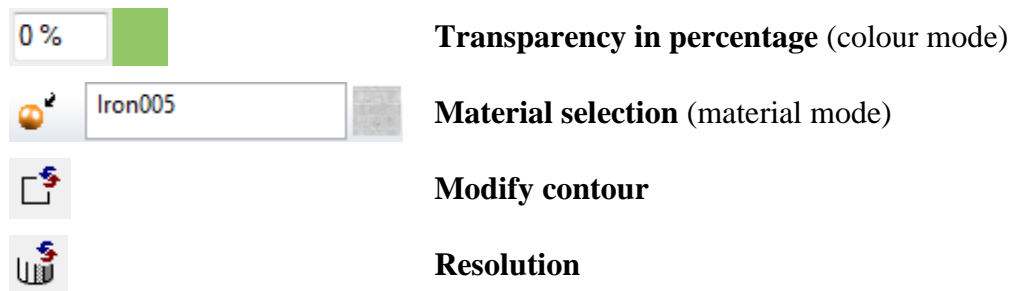 0 % Transparency in percentage (colour mode)
Iron005 Material selection (material mode)
Modify contour
Resolution